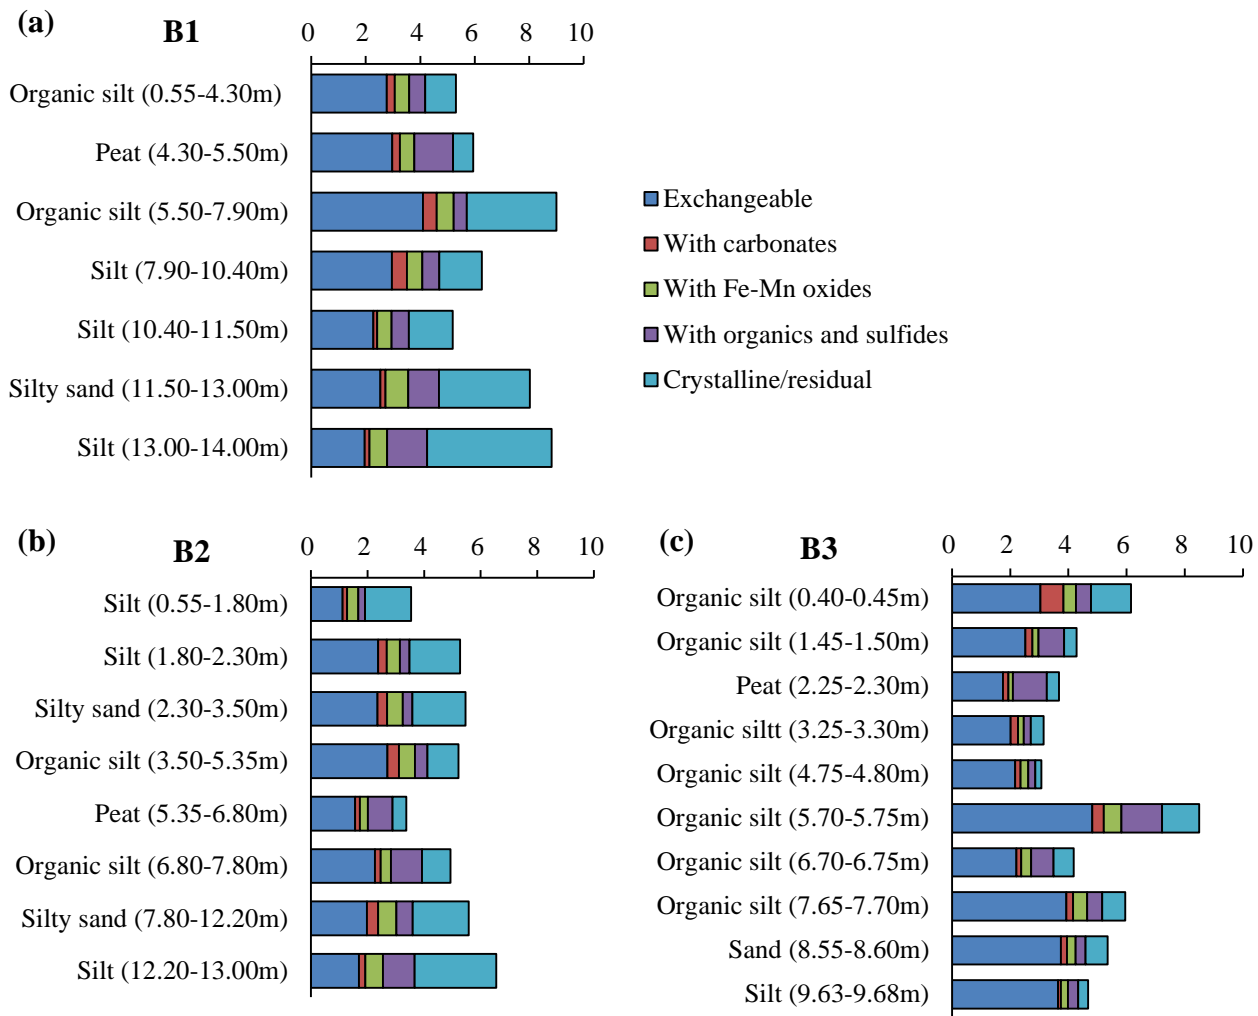 (a)
B1
0 2 4 6 8 10
Organic silt (0.55-4.30m)
Peat (4.30-5.50m)
Organic silt (5.50-7.90m)
Silt (7.90-10.40m)
Silt (10.40-11.50m)
Silty sand (11.50-13.00m)
Silt (13.00-14.00m)
Exchangeable
With carbonates
With Fe-Mn oxides
With organics and sulfides
Crystalline/residual
(b)
B2
0 2 4 6 8 10
Silt (0.55-1.80m)
Silt (1.80-2.30m)
Silty sand (2.30-3.50m)
Organic silt (3.50-5.35m)
Peat (5.35-6.80m)
Organic silt (6.80-7.80m)
Silty sand (7.80-12.20m)
Silt (12.20-13.00m)
(c)
B3
0 2 4 6 8 10
Organic silt (0.40-0.45m)
Organic silt (1.45-1.50m)
Peat (2.25-2.30m)
Organic siltt (3.25-3.30m)
Organic silt (4.75-4.80m)
Organic silt (5.70-5.75m)
Organic silt (6.70-6.75m)
Organic silt (7.65-7.70m)
Sand (8.55-8.60m)
Silt (9.63-9.68m)